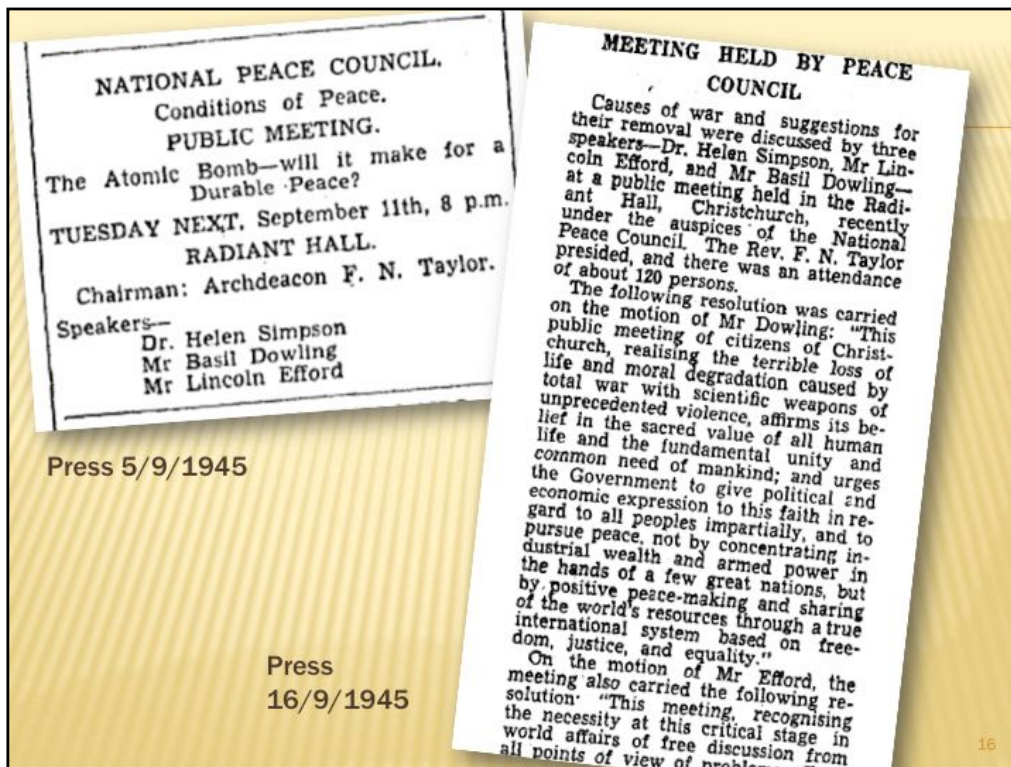 NATIONAL PEACE COUNCIL.
Conditions of Peace.
PUBLIC MEETING.
The Atomic Bomb—will it make for a
Durable Peace?
TUESDAY NEXT, September 11th, 8 p.m.
RADIANT HALL.
Chairman: Archdeacon F. N. Taylor.
Speakers—
Dr. Helen Simpson
Mr Basil Dowling
Mr Lincoln Efford
Press 5/9/1945
MEETING HELD BY PEACE
COUNCIL
Causes of war and suggestions for
their removal were discussed by three
speakers—Dr. Helen Simpson, Mr Lin-
coln Efford, and Mr Basil Dowling—
at a public meeting held in the Radi-
ant Hall, Christchurch, recently
under the auspices of the National
Peace Council. The Rev. F. N. Taylor
presided, and there was an attendance
of about 120 persons.
The following resolution was carried
on the motion of Mr Dowling: "This
public meeting of citizens of Christ-
church, realising the terrible loss of
life and moral degradation caused by
total war with scientific weapons of
unprecedented violence, affirms its be-
lief in the sacred value of all human
life and the fundamental unity and
common need of mankind; and urges
the Government to give political and
economic expression to this faith in re-
gard to all peoples impartially, and to
pursue peace, not by concentrating in-
dustrial wealth and armed power in
the hands of a few great nations, but
by positive peace-making and sharing
of the world's resources through a true
international system based on free-
dom, justice, and equality."
On the motion of Mr Efford, the
meeting also carried the following re-
solution: "This meeting, recognising
the necessity at this critical stage in
world affairs of free discussion from
all points of view of
Press
16/9/1945
16